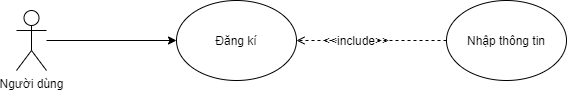 Đăng kí
<<include>>
Nhập thông tin
Người dùng